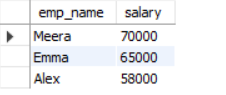 emp_name salary
Meera 70000
Emma 65000
Alex 58000